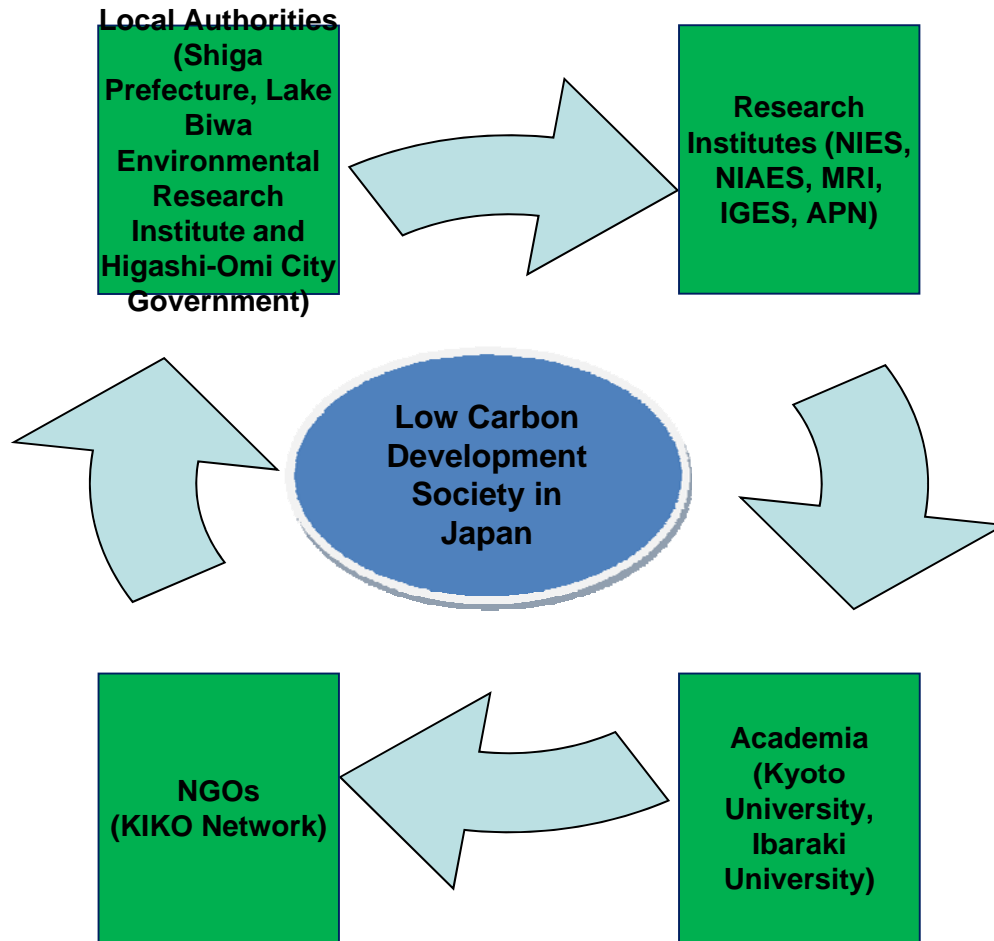 Local Authorities
(Shiga
Prefecture, Lake
Biwa
Environmental
Research
Institute and
Higashi-Omi City
Government)
Research
Institutes (NIES,
NIAES, MRI,
IGES, APN)
Low Carbon
Development
Society in
Japan
NGOs
(KIKO Network)
Academia
(Kyoto
University,
Ibaraki
University)